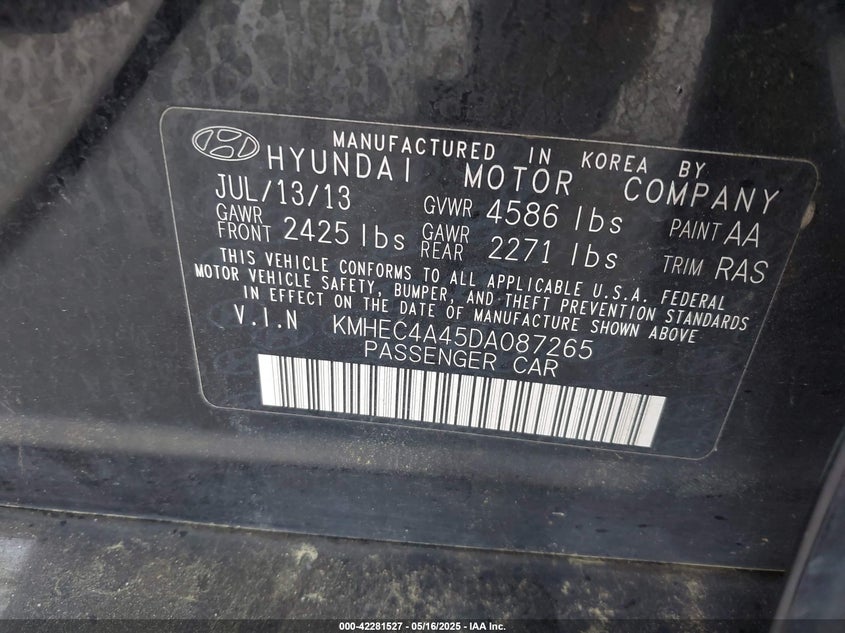 MANUFACTURED IN KOREA BY
HYUNDAI MOTOR COMPANY
JUL/13/13 GVWR 4586 lbs PAINT AA
GAWR FRONT 2425 lbs GAWR REAR 2271 lbs TRIM RAS
THIS VEHICLE CONFORMS TO ALL APPLICABLE U.S.A. FEDERAL
MOTOR VEHICLE SAFETY, BUMPER, AND THEFT PREVENTION STANDARDS
IN EFFECT ON THE DATE OF MANUFACTURE SHOWN ABOVE
V.I.N KMHEC4A45DA087265
PASSENGER CAR
000-42281527 - 05/16/2025 - IAA Inc.